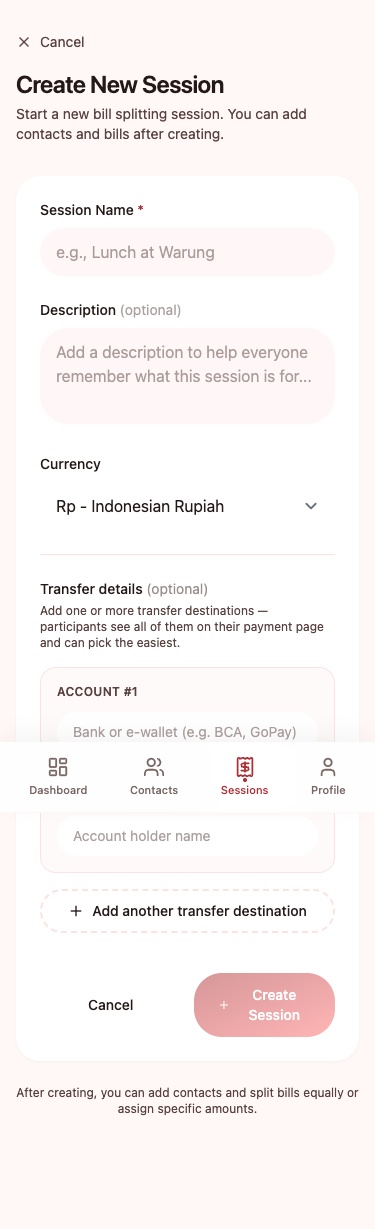 Cancel
Create New Session
Start a new bill splitting session. You can add
contacts and bills after creating.
Session Name *
e.g., Lunch at Warung
Description (optional)
Add a description to help everyone
remember what this session is for...
Currency
Rp - Indonesian Rupiah
Transfer details (optional)
Add one or more transfer destinations —
participants see all of them on their payment page
and can pick the easiest.
ACCOUNT #1
Bank or e-wallet (e.g. BCA, GoPay)
Dashboard
Contacts
Sessions
Profile
Account holder name
+ Add another transfer destination
Cancel
+ Create
Session
After creating, you can add contacts and split bills equally or
assign specific amounts.